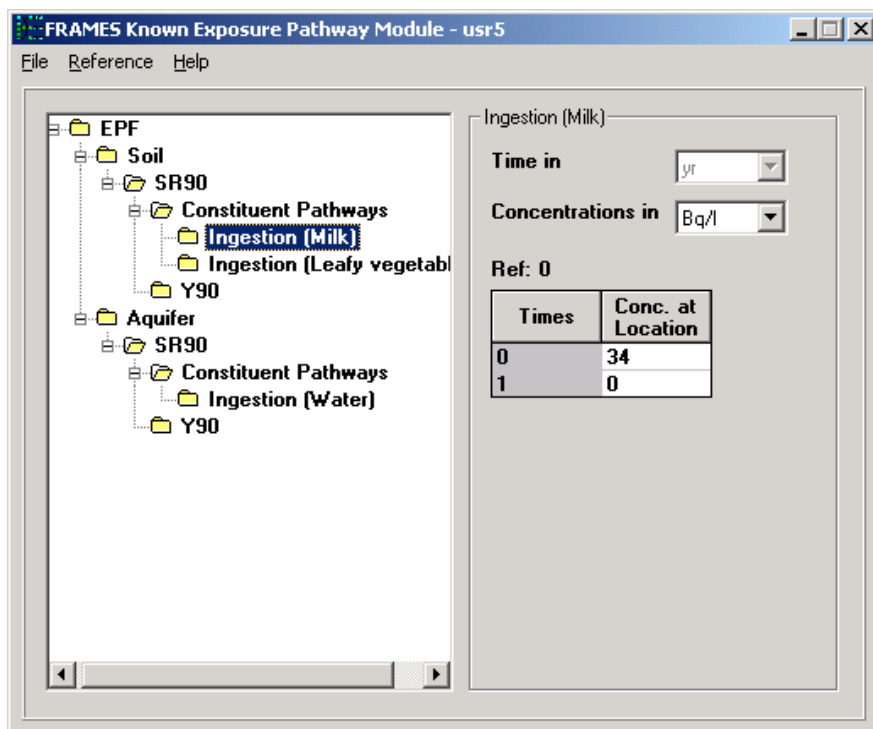 FRAMES Known Exposure Pathway Module - usr5
File Reference Help
EPF
Soil
SR90
Constituent Pathways
Ingestion (Milk)
Ingestion (Leafy vegetabl
Y90
Aquifer
SR90
Constituent Pathways
Ingestion (Water)
Y90
Ingestion (Milk)
Time in yr
Concentrations in Bq/l
Ref: 0
Times Conc. at Location
0 34
1 0